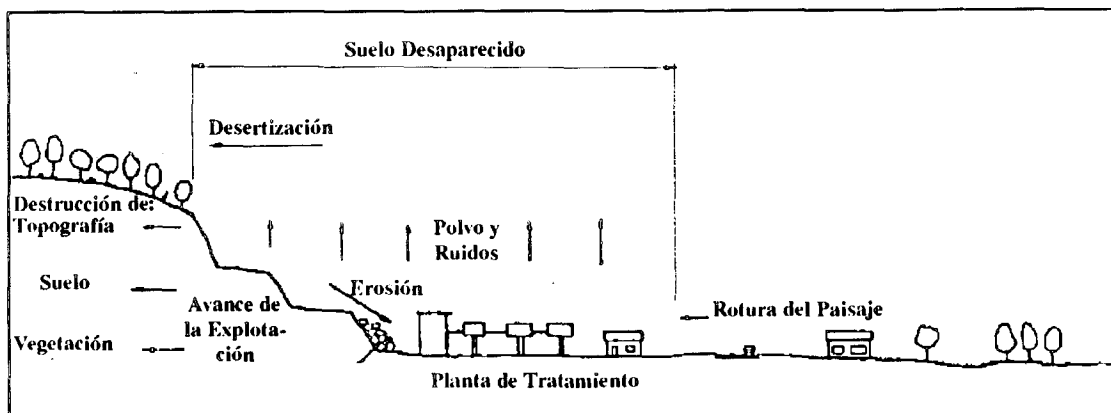 Suelo Desaparecido
Desertización
Destrucción de:
Topografía
Polvo y
Ruidos
Suelo
Erosión
Avance de
la Explota-
ción
Rotura del Paisaje
Vegetación
Planta de Tratamiento